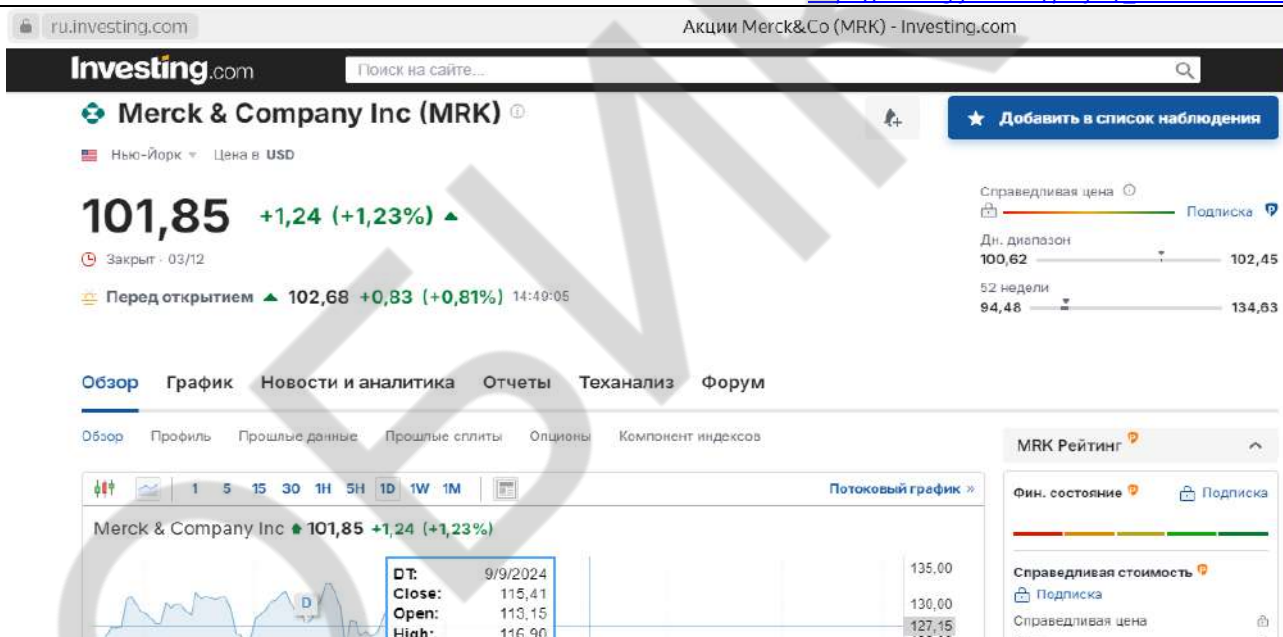 ru.investing.com
Акции Merck&Co (MRK) - Investing.com
Investing.com
Поиск на сайте...
Merck & Company Inc (MRK)
Добавить в список наблюдения
Нью-Йорк Цена в USD
101,85 +1,24 (+1,23%)
Закрыт · 03/12
Перед открытием 102,68 +0,83 (+0,81%) 14:49:05
Справедливая цена
Подписка
Дн. диапазон
100,62 102,45
52 недели
94,48 134,63
Обзор График Новости и аналитика Отчеты Теханализ Форум
Обзор Профиль Прошлые данные Прошлые сплиты Опционы Компонент индексов
MRK Рейтинг
1 5 15 30 1H 5H 1D 1W 1M
Потоковый график »
Фин. состояние Подписка
Merck & Company Inc 101,85 +1,24 (+1,23%)
DT: 9/9/2024
Close: 115,41
Open: 113,15
High: 116,90
D
135,00
130,00
127,15
Справедливая стоимость
Подписка
Справедливая цена